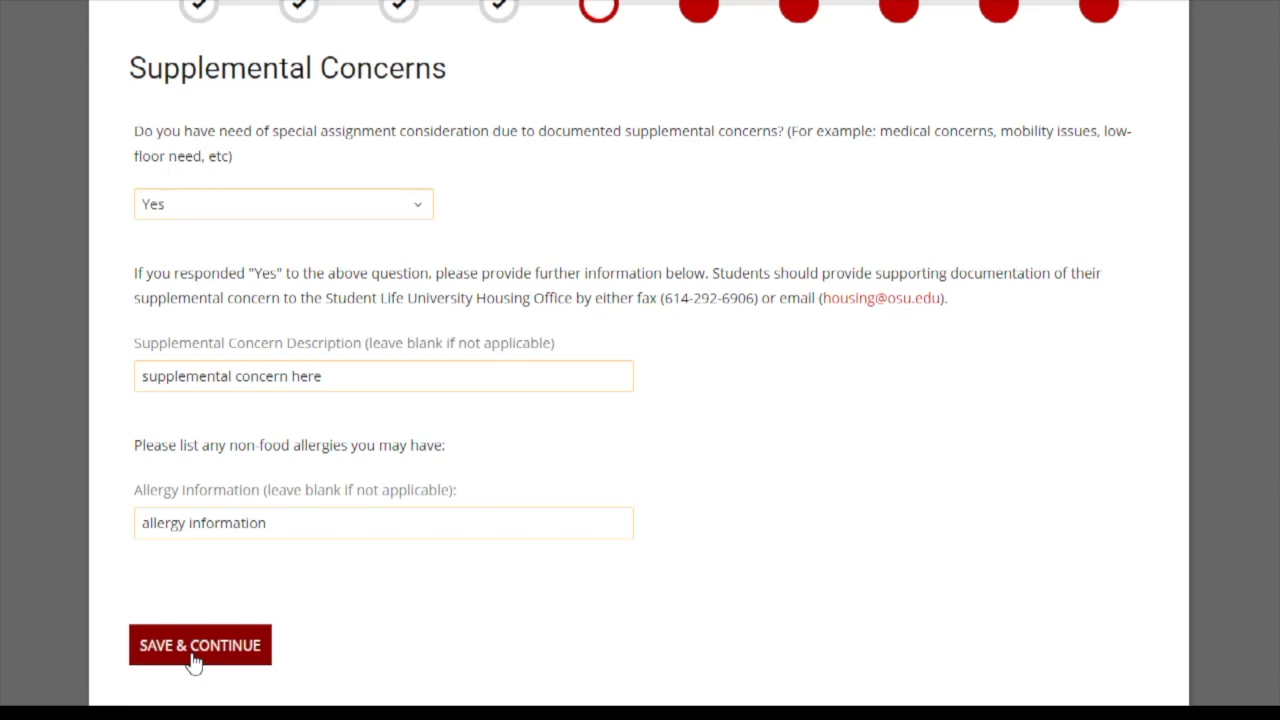 Supplemental Concerns
Do you have need of special assignment consideration due to documented supplemental concerns? (For example: medical concerns, mobility issues, low-
floor need, etc)
Yes
If you responded "Yes" to the above question, please provide further information below. Students should provide supporting documentation of their
supplemental concern to the Student Life University Housing Office by either fax (614-292-6906) or email (housing@osu.edu).
Supplemental Concern Description (leave blank if not applicable)
supplemental concern here
Please list any non-food allergies you may have:
Allergy Information (leave blank if not applicable):
allergy information
SAVE & CONTINUE